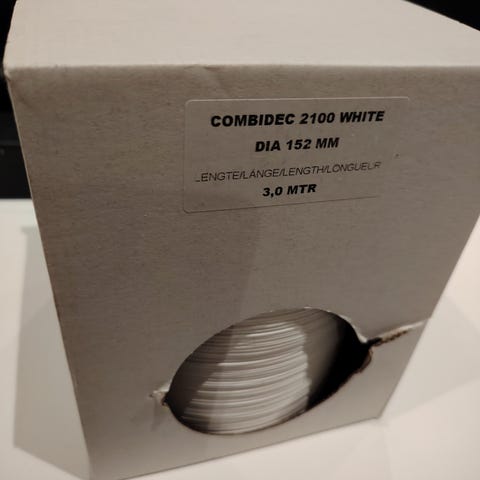 COMBIDEC 2100 WHITE
DIA 152 MM
LENGTE/LÄNGE/LENGTH/LONGUEUR
3,0 MTR